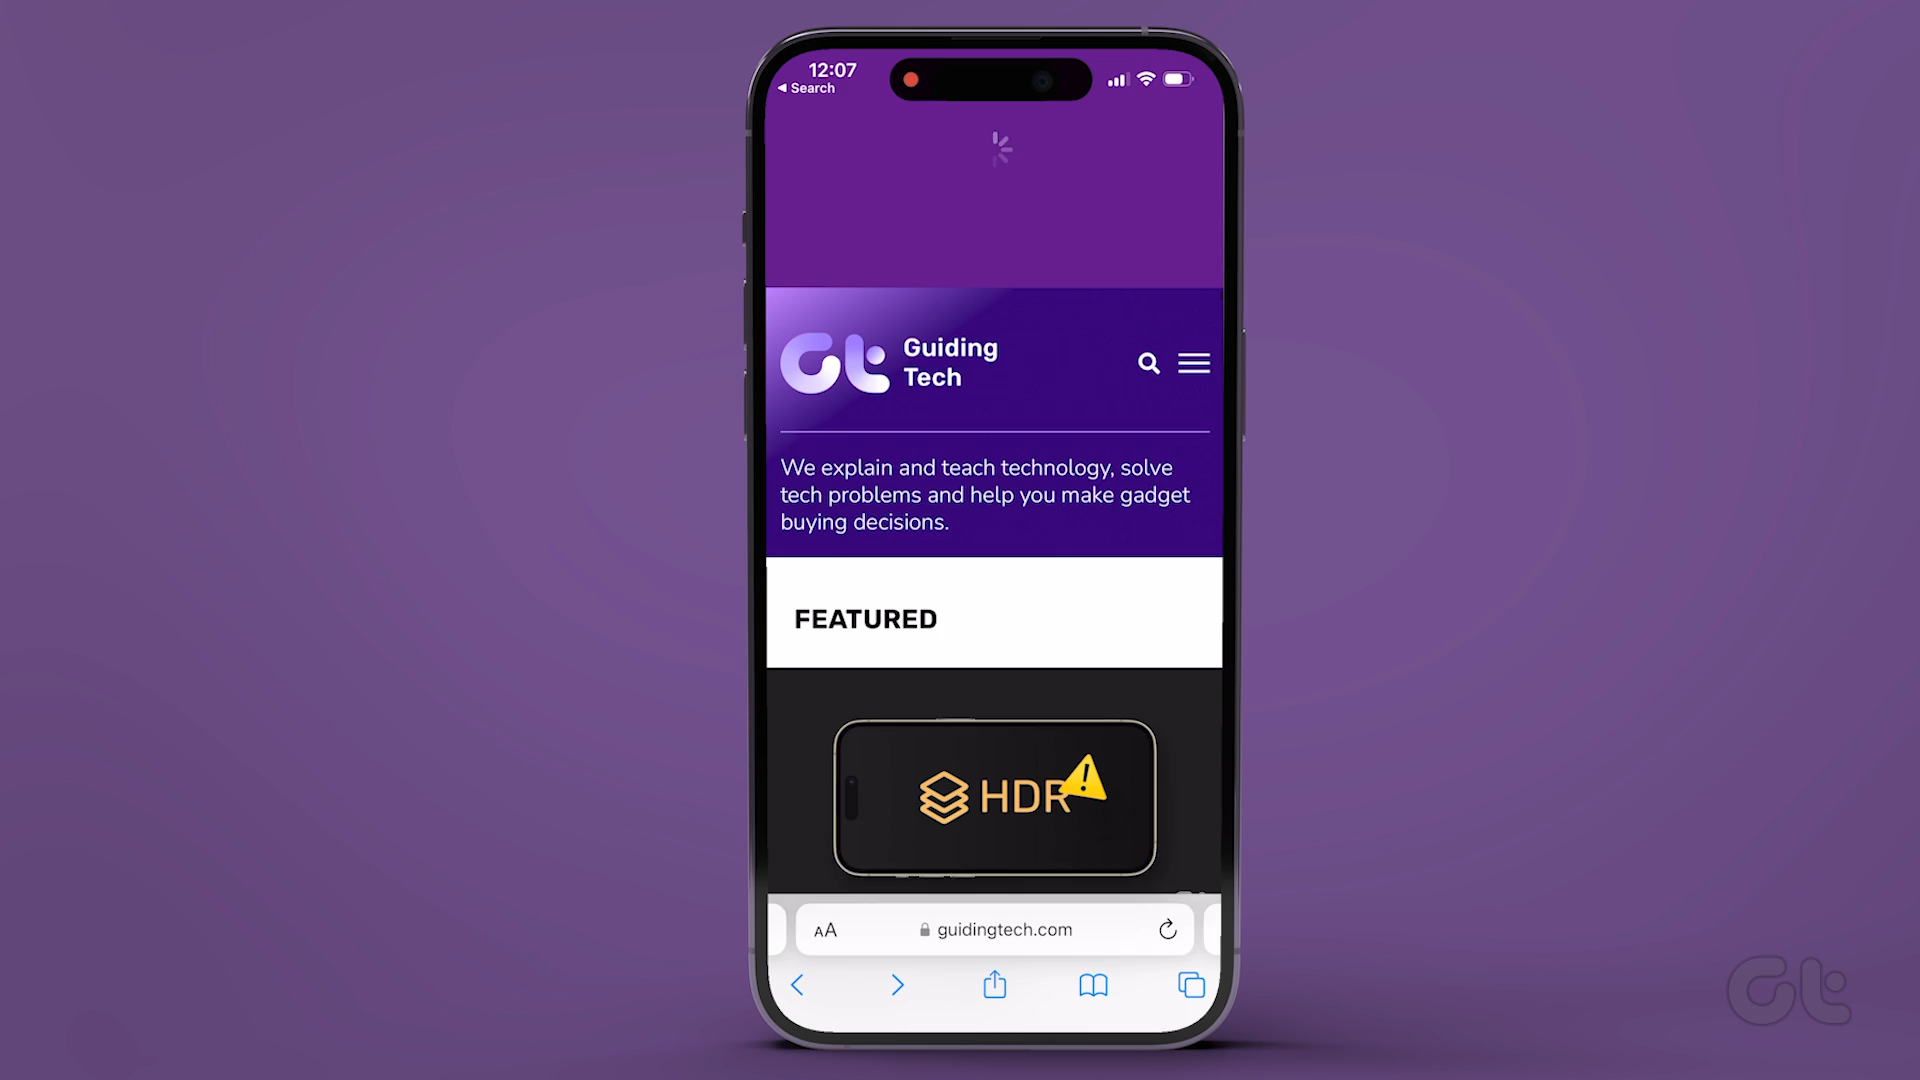 12:07
Search
Guiding
Tech
We explain and teach technology, solve
tech problems and help you make gadget
buying decisions.
FEATURED
HDR
AA guidingtech.com